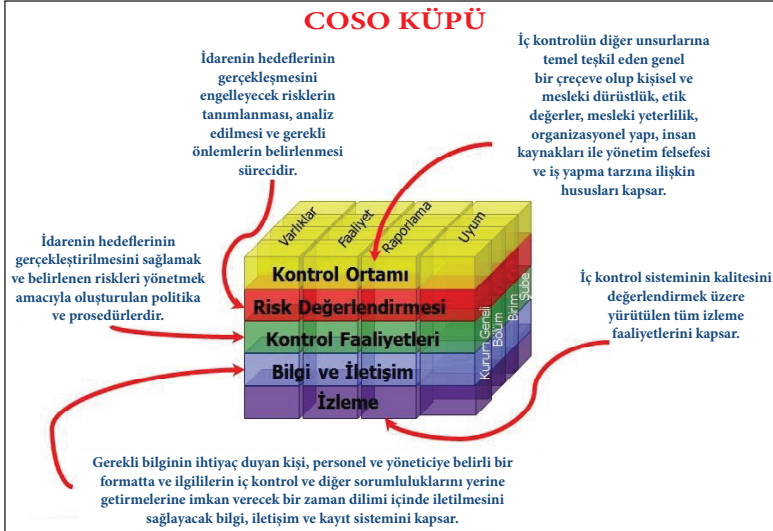 COSO KÜPÜ
İdarenin hedeflerinin
gerçekleşmesini
engelleyecek risklerin
tanımlanması, analiz
edilmesi ve gerekli
önlemlerin belirlenmesi
sürecidir.
İç kontrolün diğer unsurlarına
temel teşkil eden genel
bir çreçeve olup kişisel ve
mesleki dürüstlük, etik
değerler, mesleki yeterlilik,
organizasyonel yapı, insan
kaynakları ile yönetim felsefesi
ve iş yapma tarzına ilişkin
hususları kapsar.
İdarenin hedeflerinin
gerçekleştirilmesini sağlamak
ve belirlenen riskleri yönetmek
amacıyla oluşturulan politika
ve prosedürlerdir.
Varlıklar
Faaliyet
Raporlama
Uyum
Kontrol Ortamı
Risk Değerlendirmesi
Kontrol Faaliyetleri
Bilgi ve İletişim
İzleme
Kurum Geneli
Bölüm
Birim
Şube
İç kontrol sisteminin kalitesini
değerlendirmek üzere
yürütülen tüm izleme
faaliyetlerini kapsar.
Gerekli bilginin ihtiyaç duyan kişi, personel ve yöneticiye belirli bir
formatta ve ilgililerin iç kontrol ve diğer sorumluluklarını yerine
getirmelerine imkan verecek bir zaman dilimi içinde iletilmesini
sağlayacak bilgi, iletişim ve kayıt sistemini kapsar.